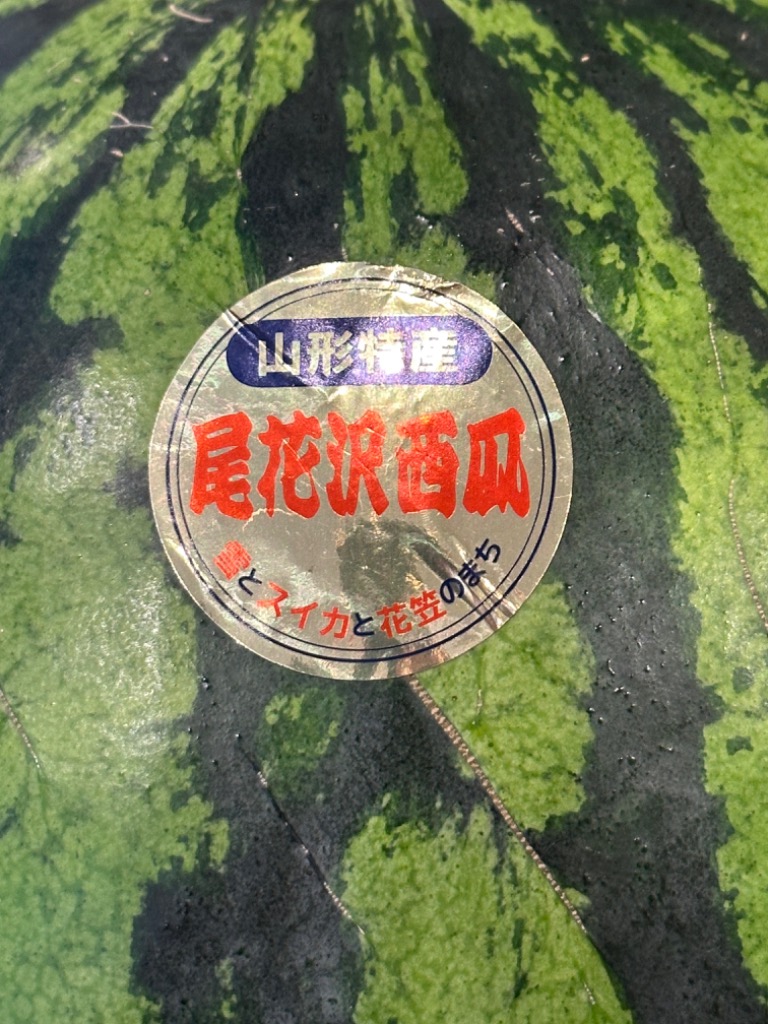 山形特産
尾花沢西瓜
雪とスイカと花笠のまち